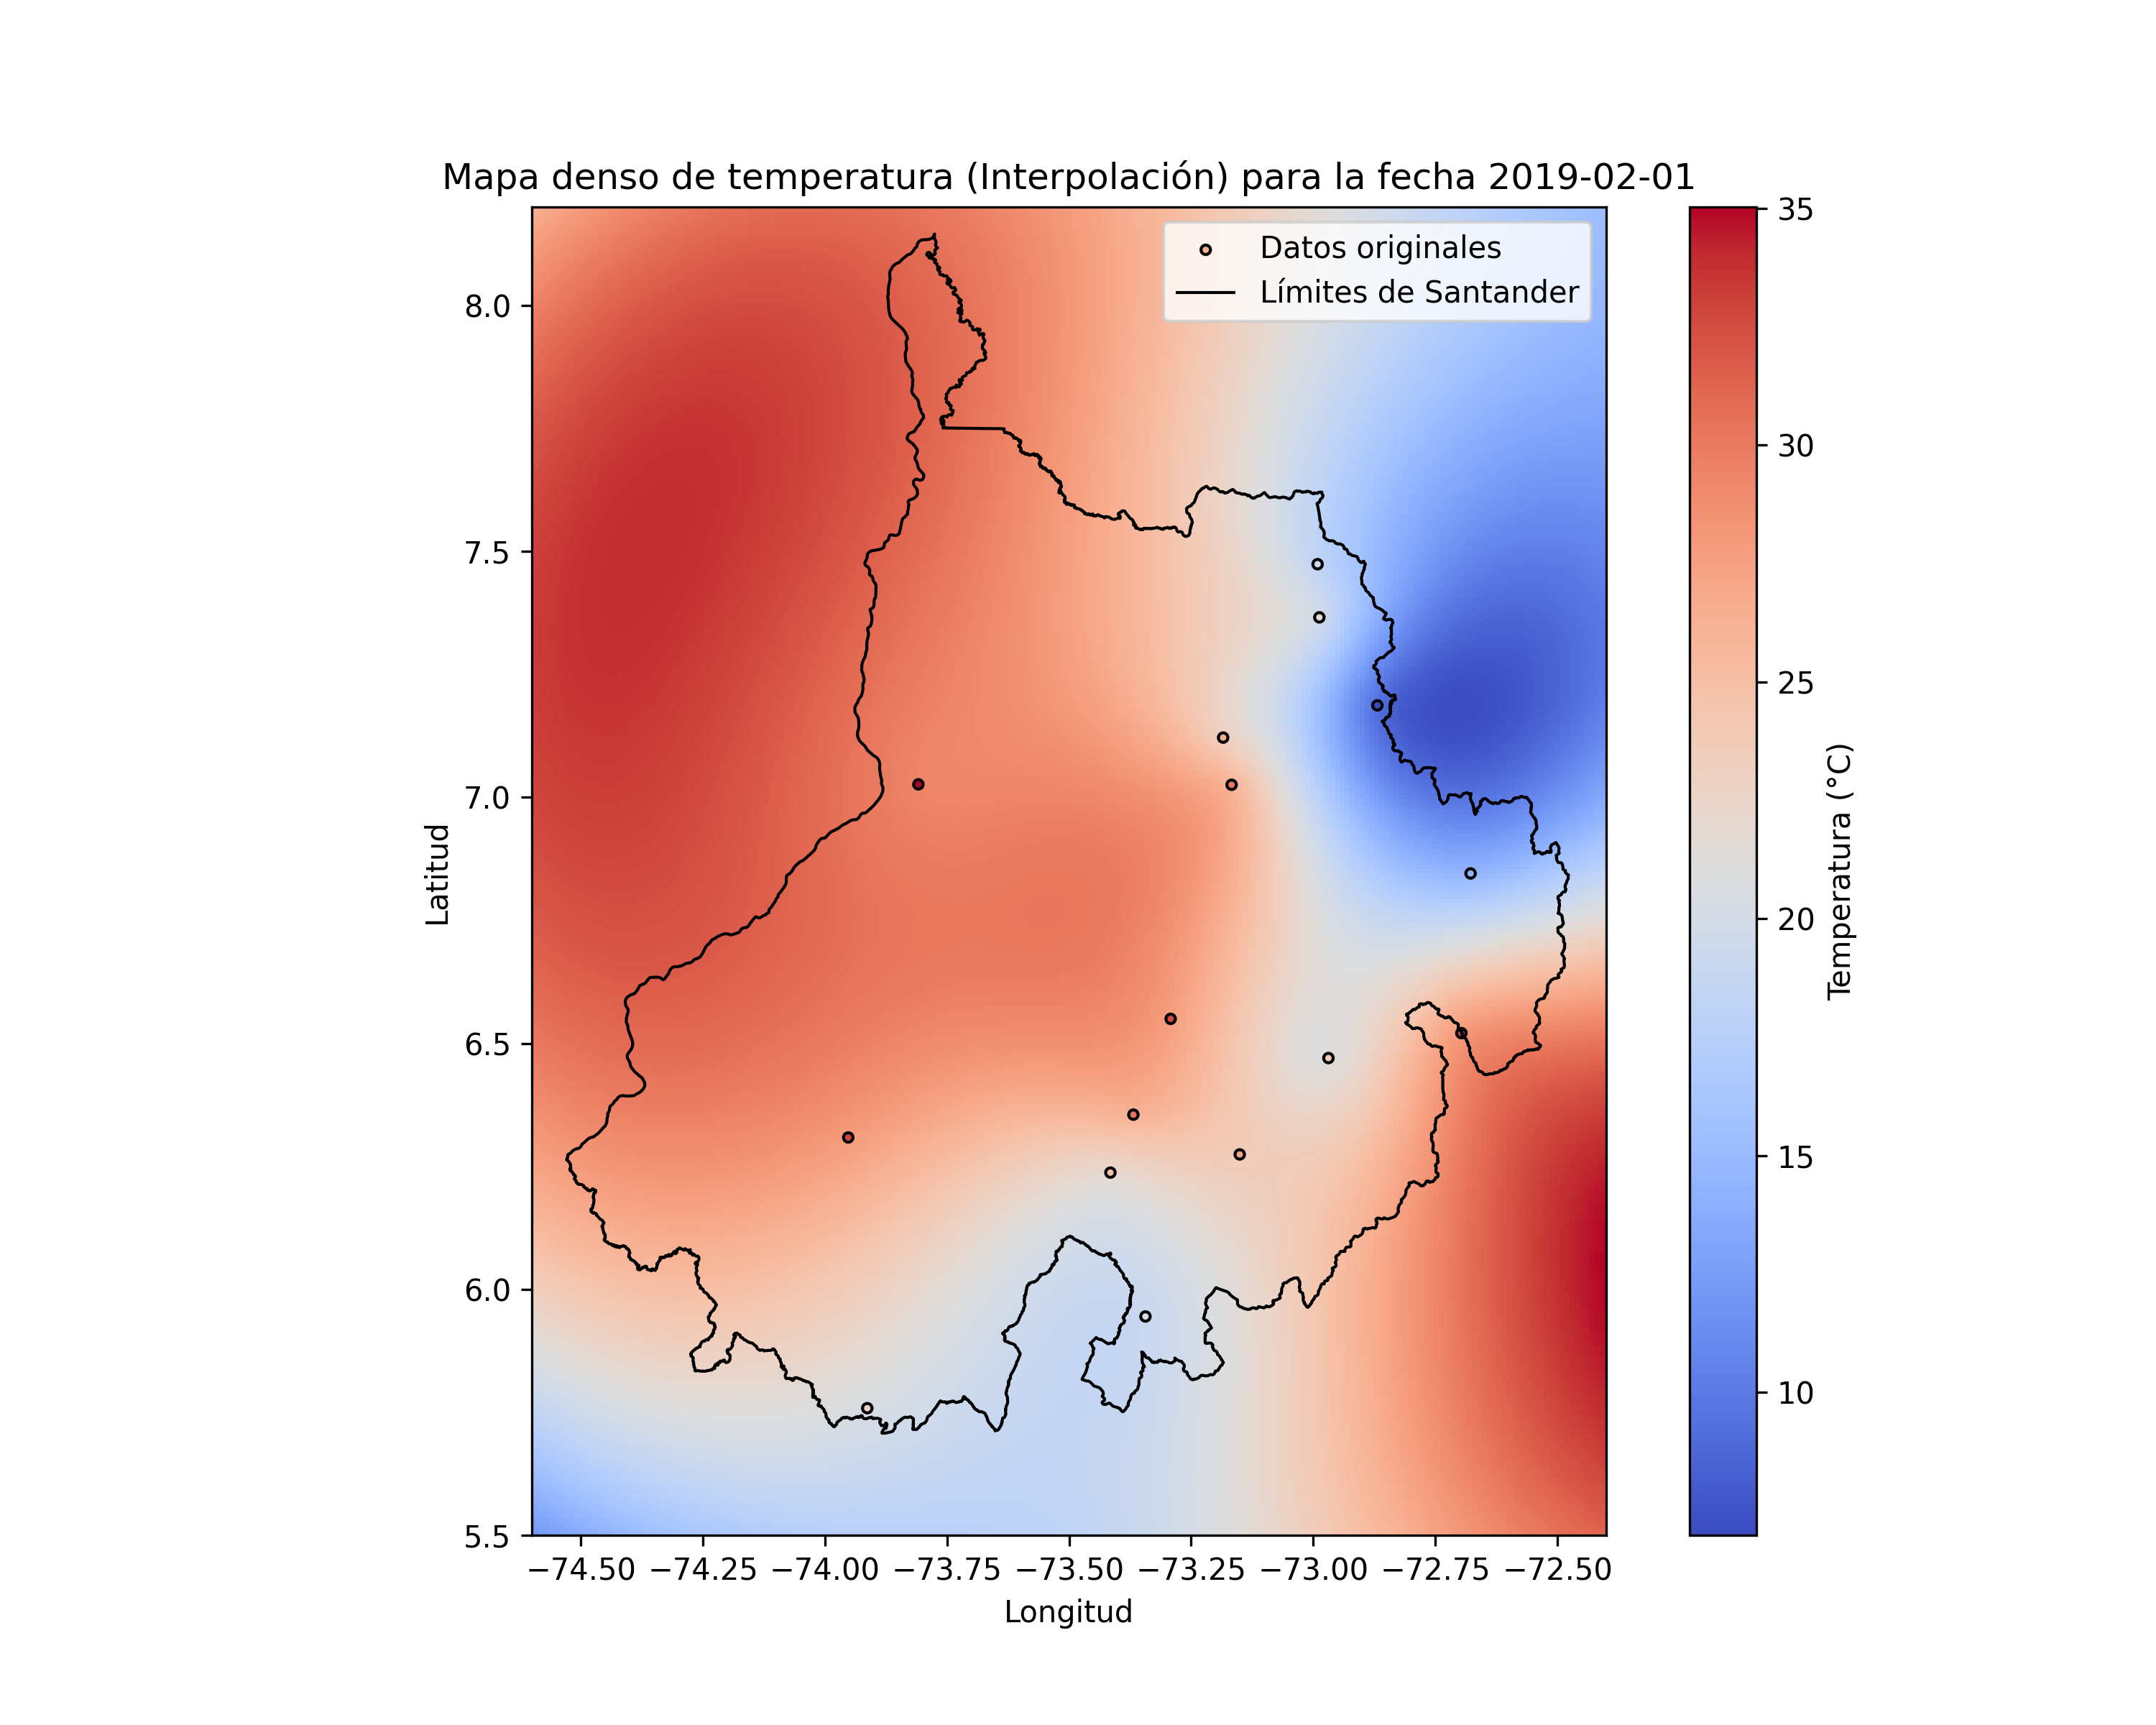 Mapa denso de temperatura (Interpolación) para la fecha 2019-02-01
Datos originales
Límites de Santander
8.0
7.5
7.0
6.5
6.0
5.5
Latitud
−74.50 −74.25 −74.00 −73.75 −73.50 −73.25 −73.00 −72.75 −72.50
Longitud
35
30
25
20
15
10
Temperatura (°C)